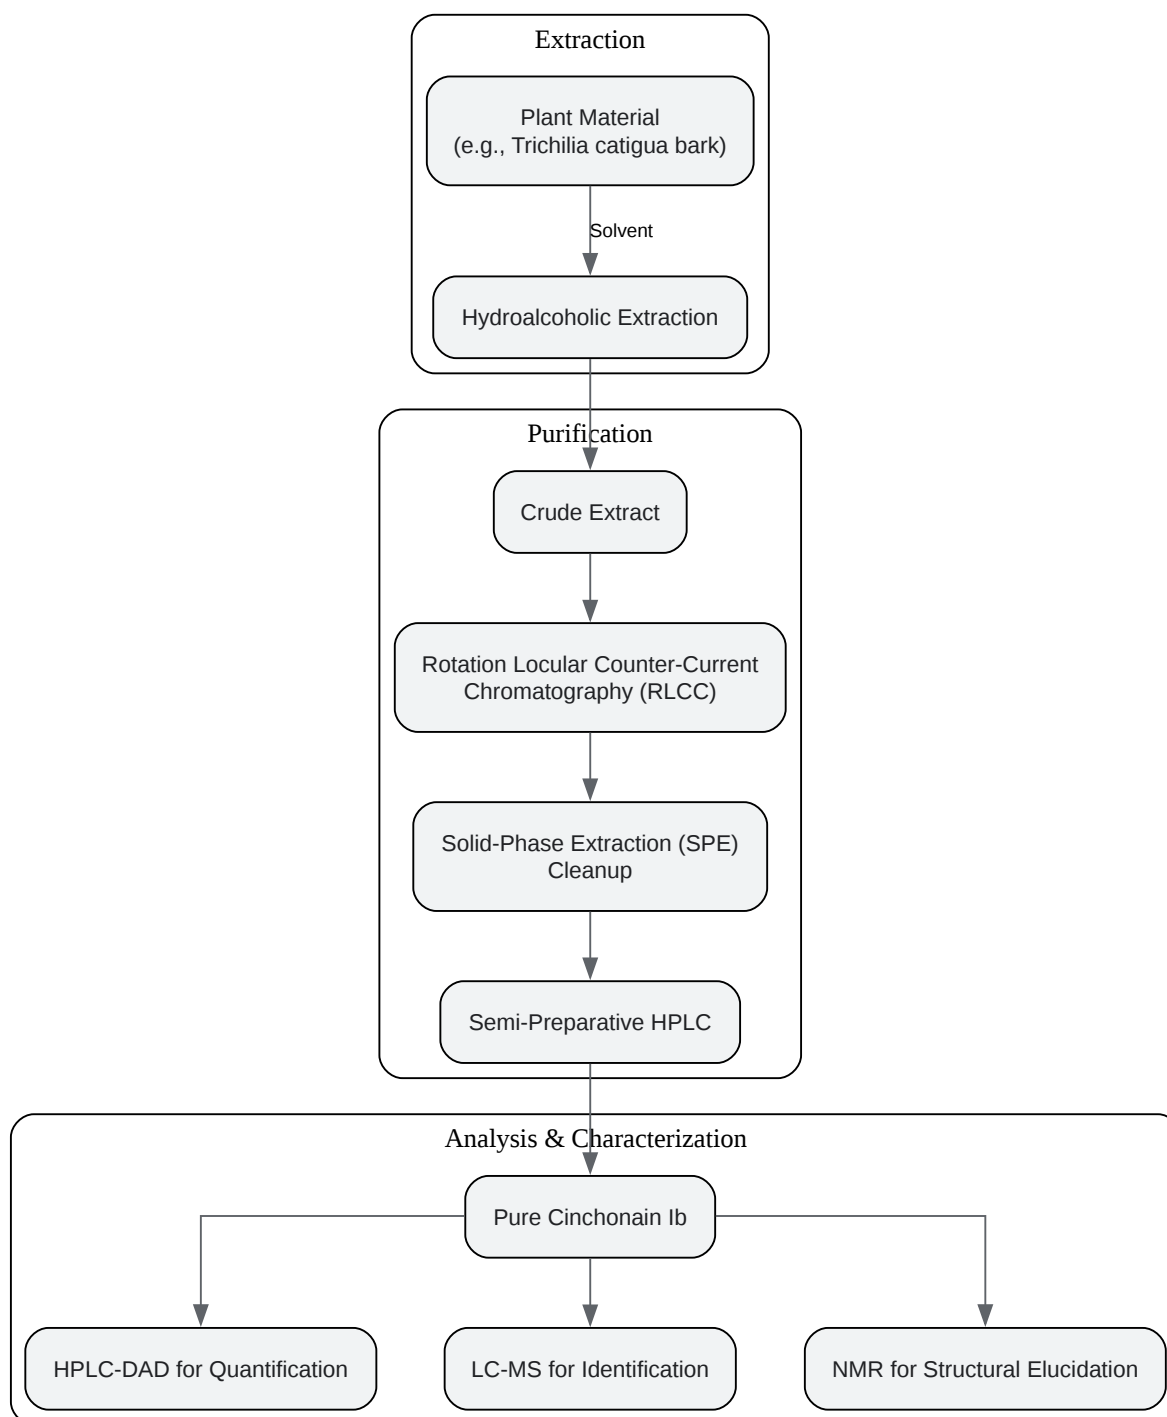 Extraction
Plant Material
(e.g., Trichilia catigua bark)
Solvent
Hydroalcoholic Extraction
Purification
Crude Extract
Rotation Locular Counter-Current
Chromatography (RLCC)
Solid-Phase Extraction (SPE)
Cleanup
Semi-Preparative HPLC
Analysis & Characterization
Pure Cinchonain Ib
HPLC-DAD for Quantification
LC-MS for Identification
NMR for Structural Elucidation